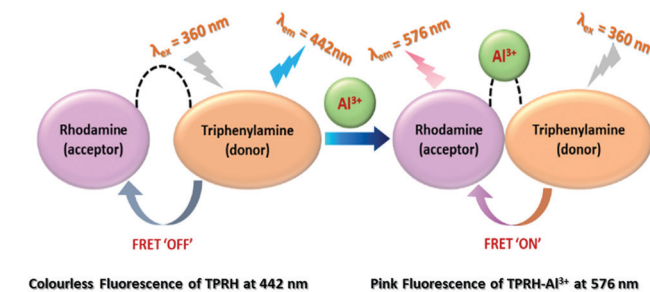 λex = 360 nm
λem = 442nm
Rhodamine
(acceptor)
Triphenylamine
(donor)
FRET 'OFF'
Al3+
λem = 576 nm
Al3+
λex = 360 nm
Rhodamine
(acceptor)
Triphenylamine
(donor)
FRET 'ON'
Colourless Fluorescence of TPRH at 442 nm
Pink Fluorescence of TPRH-Al3+ at 576 nm